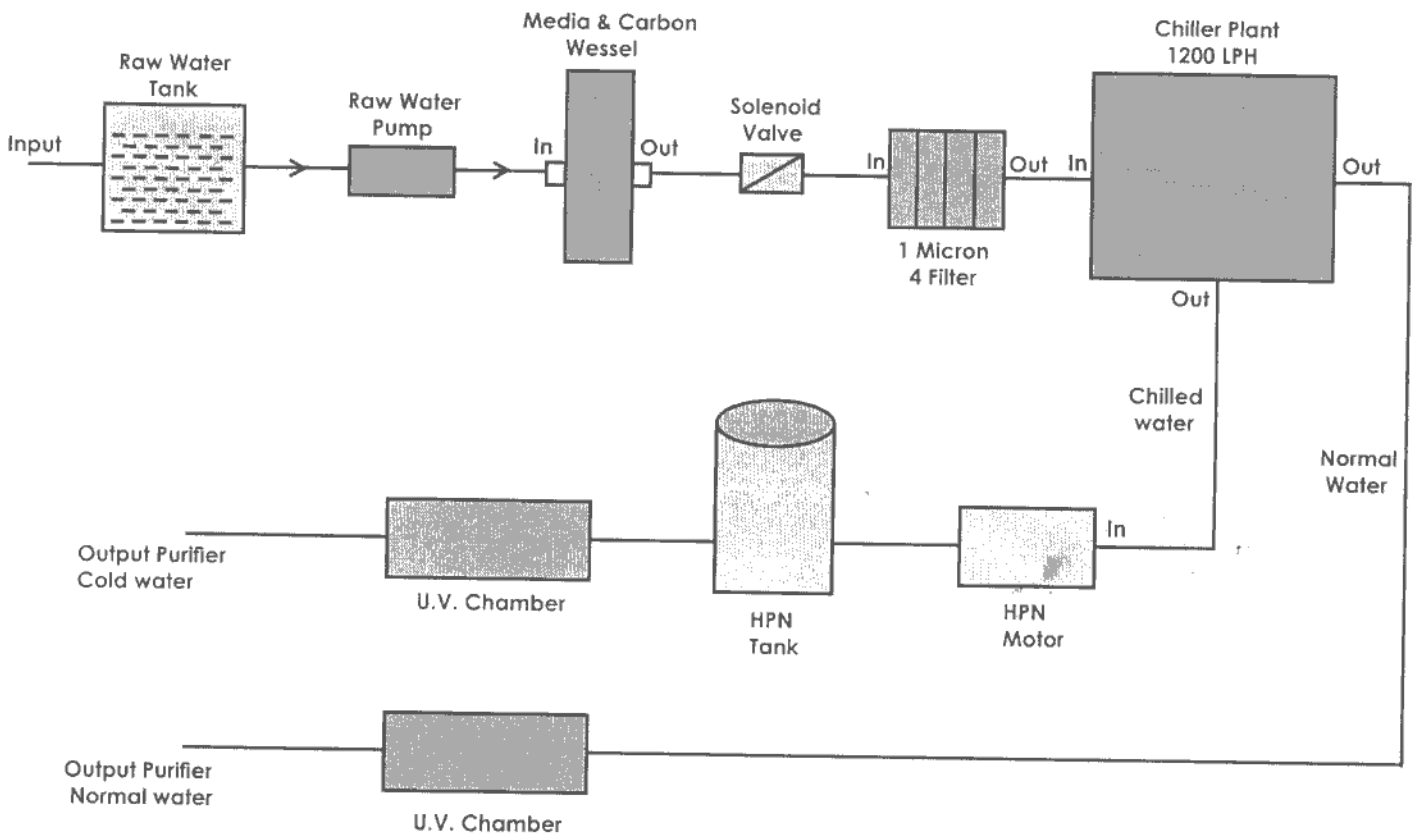 Media & Carbon
Wessel
Chiller Plant
1200 LPH
Raw Water
Tank
Raw Water
Pump
Solenoid
Valve
Input
In
Out
In
Out
In
Out
1 Micron
4 Filter
Out
Chilled
water
Normal
Water
In
Output Purifier
Cold water
U.V. Chamber
HPN
Tank
HPN
Motor
Output Purifier
Normal water
U.V. Chamber